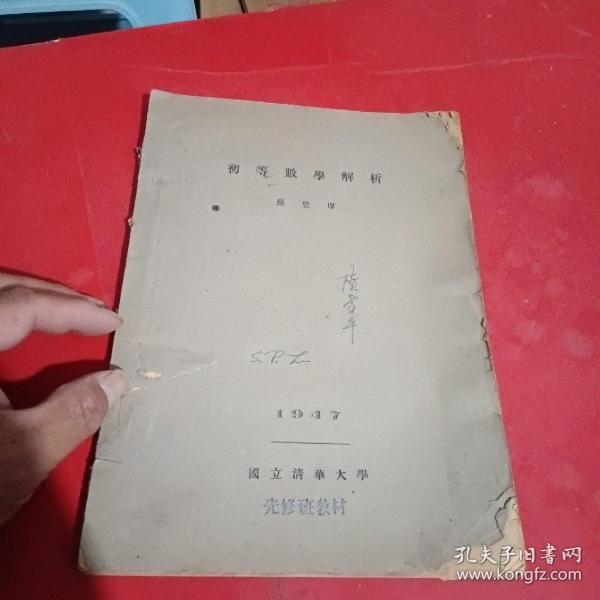 初等數學解析
S.P.L
1947
國立清華大學
先修班教材
孔夫子旧书网
www.kongfz.com